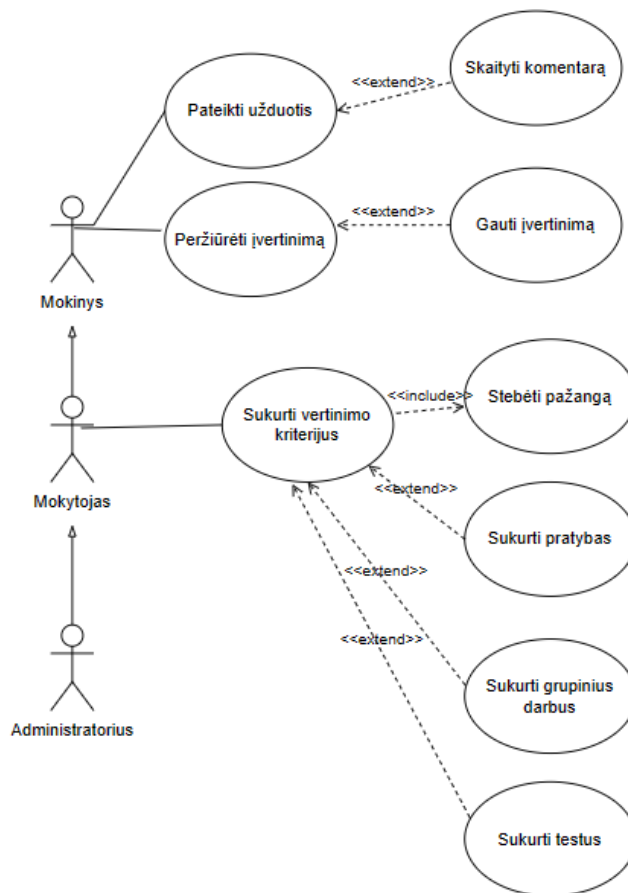 Skaityti komentarą
<<extend>>
Pateikti užduotis
<<extend>>
Gauti įvertinimą
Peržiūrėti įvertinimą
Mokinys
<<include>>
Stebėti pažangą
Sukurti vertinimo
kriterijus
Mokytojas
<<extend>>
Sukurti pratybas
<<extend>>
<<extend>>
Sukurti grupinius
darbus
Administratorius
Sukurti testus